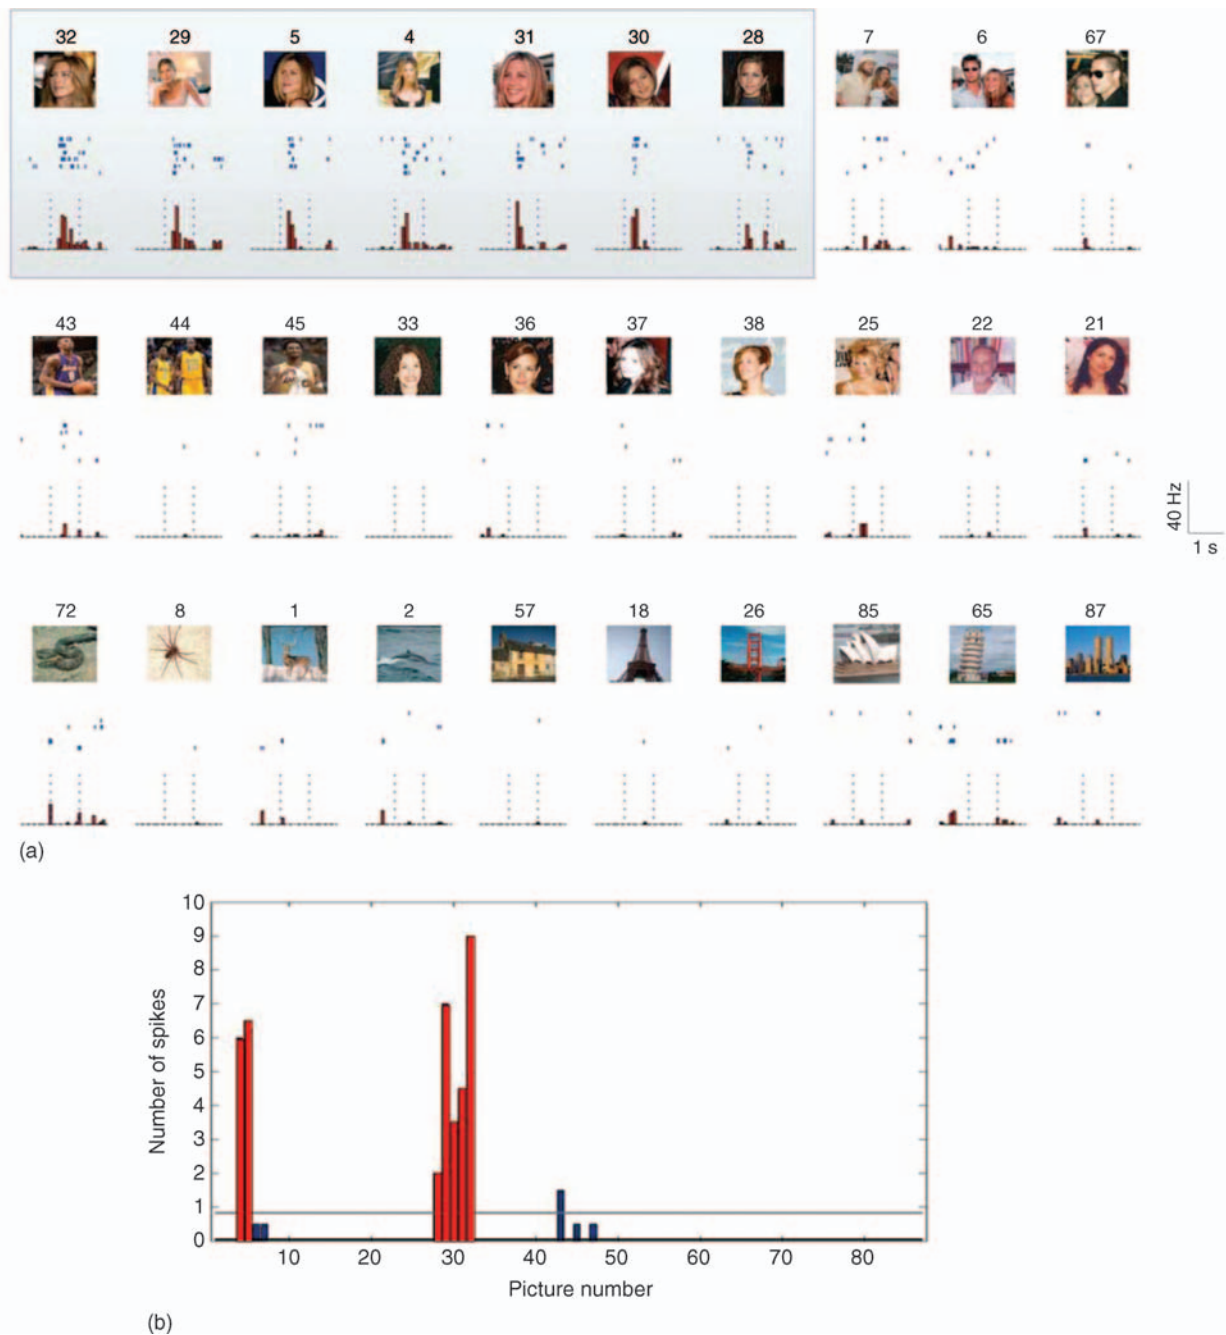 32 29 5 4 31 30 28 7 6 67
43 44 45 33 36 37 38 25 22 21
40 Hz
1 s
72 8 1 2 57 18 26 85 65 87
(a)
10
9
8
7
6
5
4
3
2
1
0
Number of spikes
10 20 30 40 50 60 70 80
Picture number
(b)